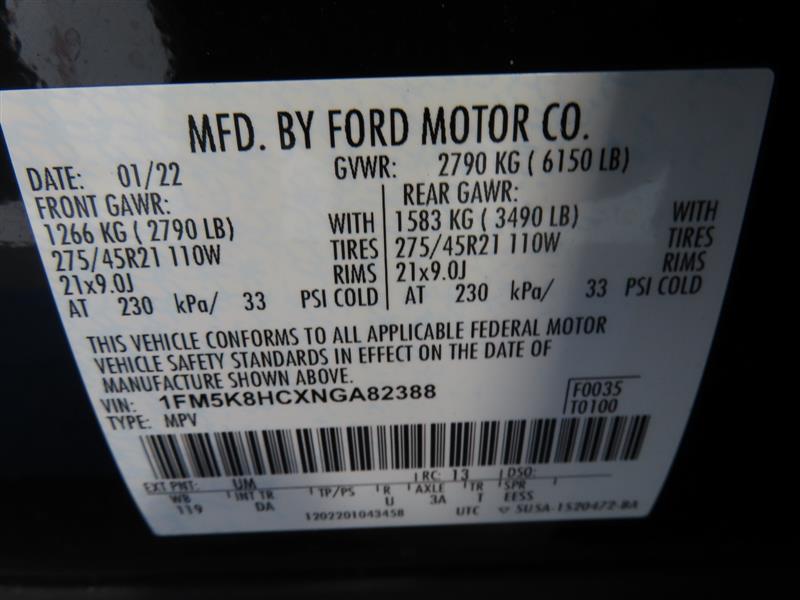 MFD. BY FORD MOTOR CO.
DATE: 01/22 GVWR: 2790 KG ( 6150 LB)
FRONT GAWR: REAR GAWR:
1266 KG ( 2790 LB) WITH 1583 KG ( 3490 LB) WITH
275/45R21 110W TIRES 275/45R21 110W TIRES
21x9.0J RIMS 21x9.0J RIMS
AT 230 kPa/ 33 PSI COLD AT 230 kPa/ 33 PSI COLD
THIS VEHICLE CONFORMS TO ALL APPLICABLE FEDERAL MOTOR
VEHICLE SAFETY STANDARDS IN EFFECT ON THE DATE OF
MANUFACTURE SHOWN ABOVE.
VIN: 1FM5K8HCXNGA82388 F0035
TYPE: MPV T0100
EXT PNT: UM RC: 13 DSO:
WB INT TR TP/PS R AXLE TR SPR
119 DA U 3A T EESS
1202201043458 UTC SU5A-1520472-BA